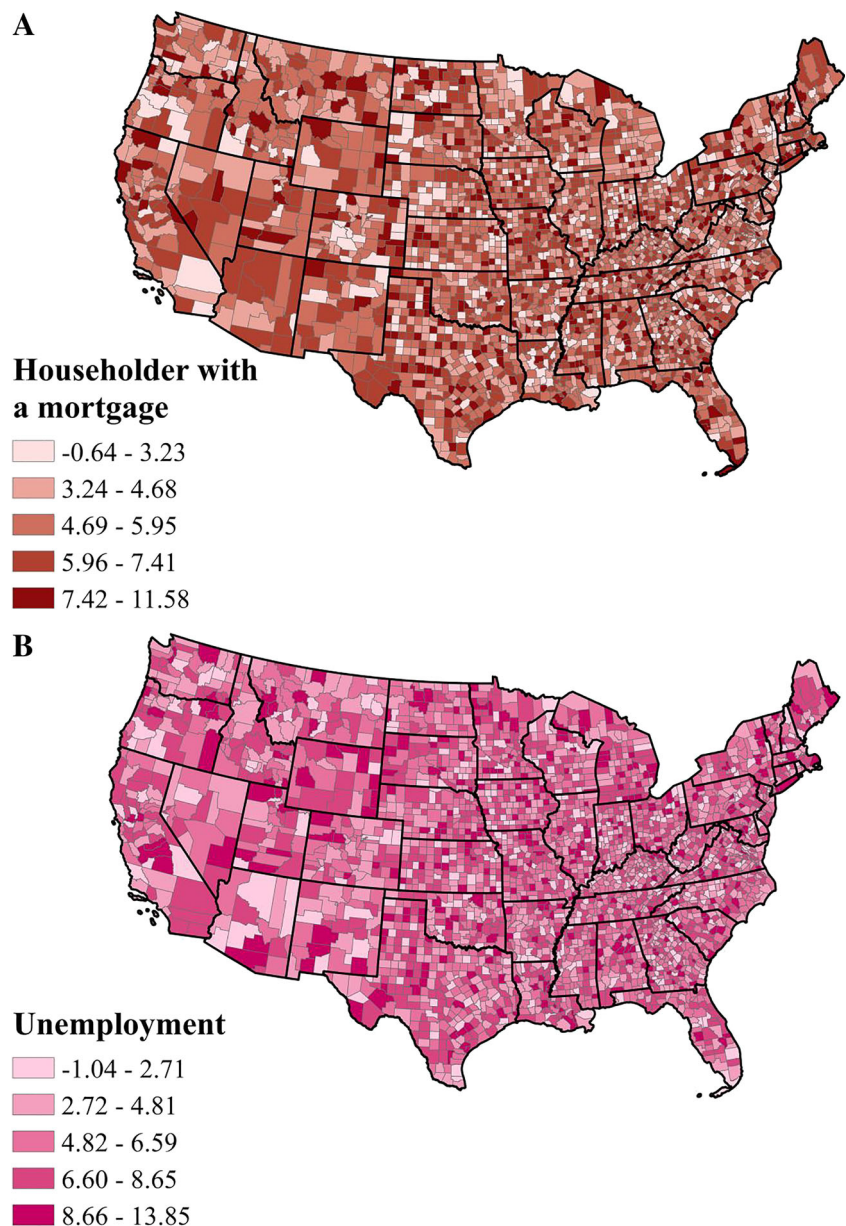 A
Householder with
a mortgage
-0.64 - 3.23
3.24 - 4.68
4.69 - 5.95
5.96 - 7.41
7.42 - 11.58
B
Unemployment
-1.04 - 2.71
2.72 - 4.81
4.82 - 6.59
6.60 - 8.65
8.66 - 13.85